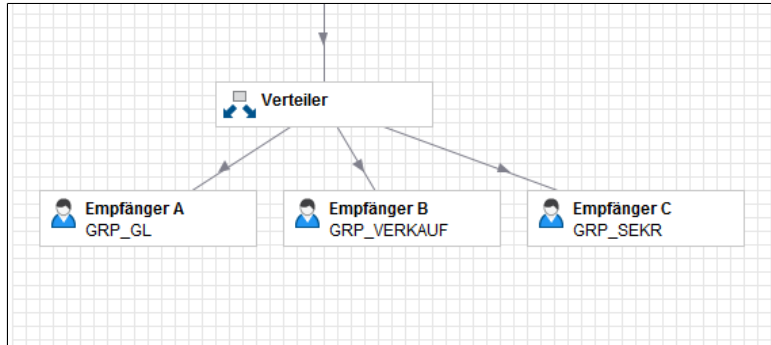 Verteiler
Empfänger A
GRP_GL
Empfänger B
GRP_VERKAUF
Empfänger C
GRP_SEKR